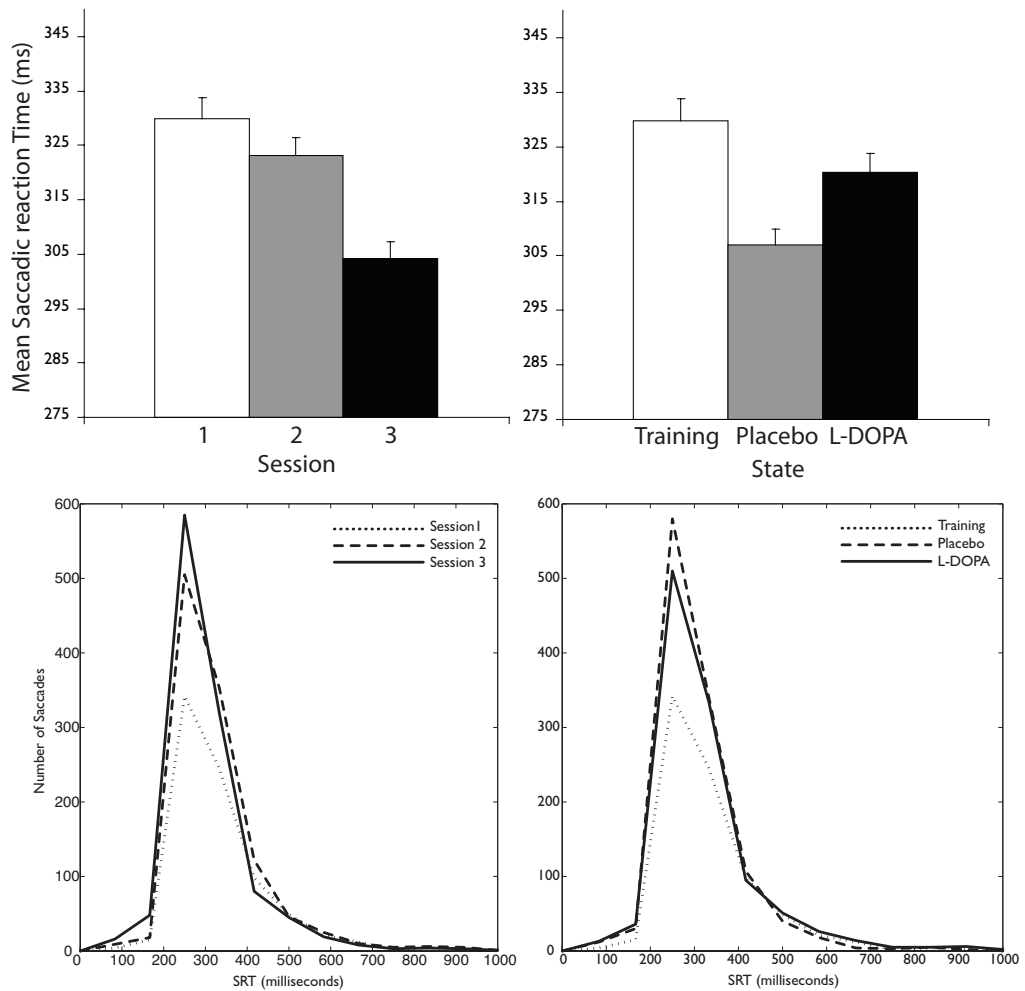 Mean Saccadic reaction Time (ms)
345
335
325
315
305
295
285
275
1 2 3
Session
345
335
325
315
305
295
285
275
Training Placebo L-DOPA
State
Number of Saccades
600
500
400
300
200
100
0
0 100 200 300 400 500 600 700 800 900 1000
SRT (milliseconds)
Session1
Session 2
Session 3
600
500
400
300
200
100
0
0 100 200 300 400 500 600 700 800 900 1000
SRT (milliseconds)
Training
Placebo
L-DOPA